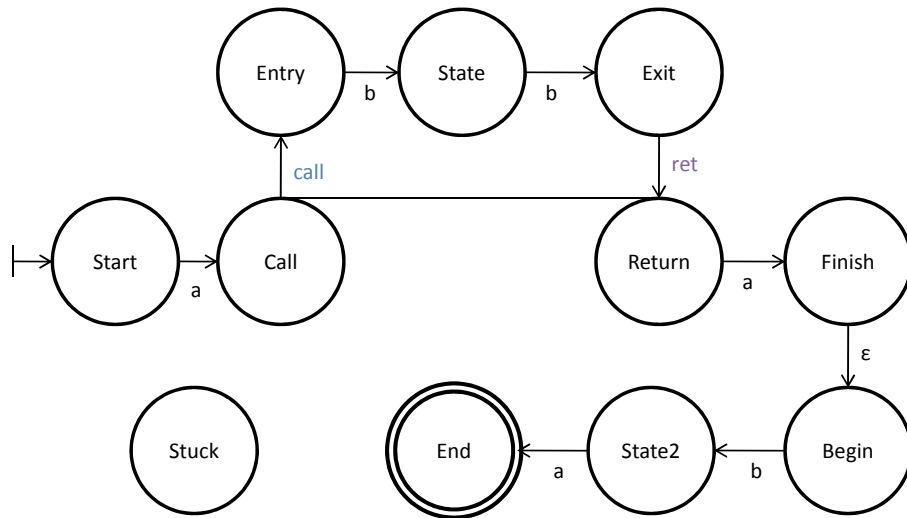 Entry
State
Exit
b
b
call
ret
Start
Call
Return
Finish
a
a
ε
Stuck
End
State2
Begin
a
b